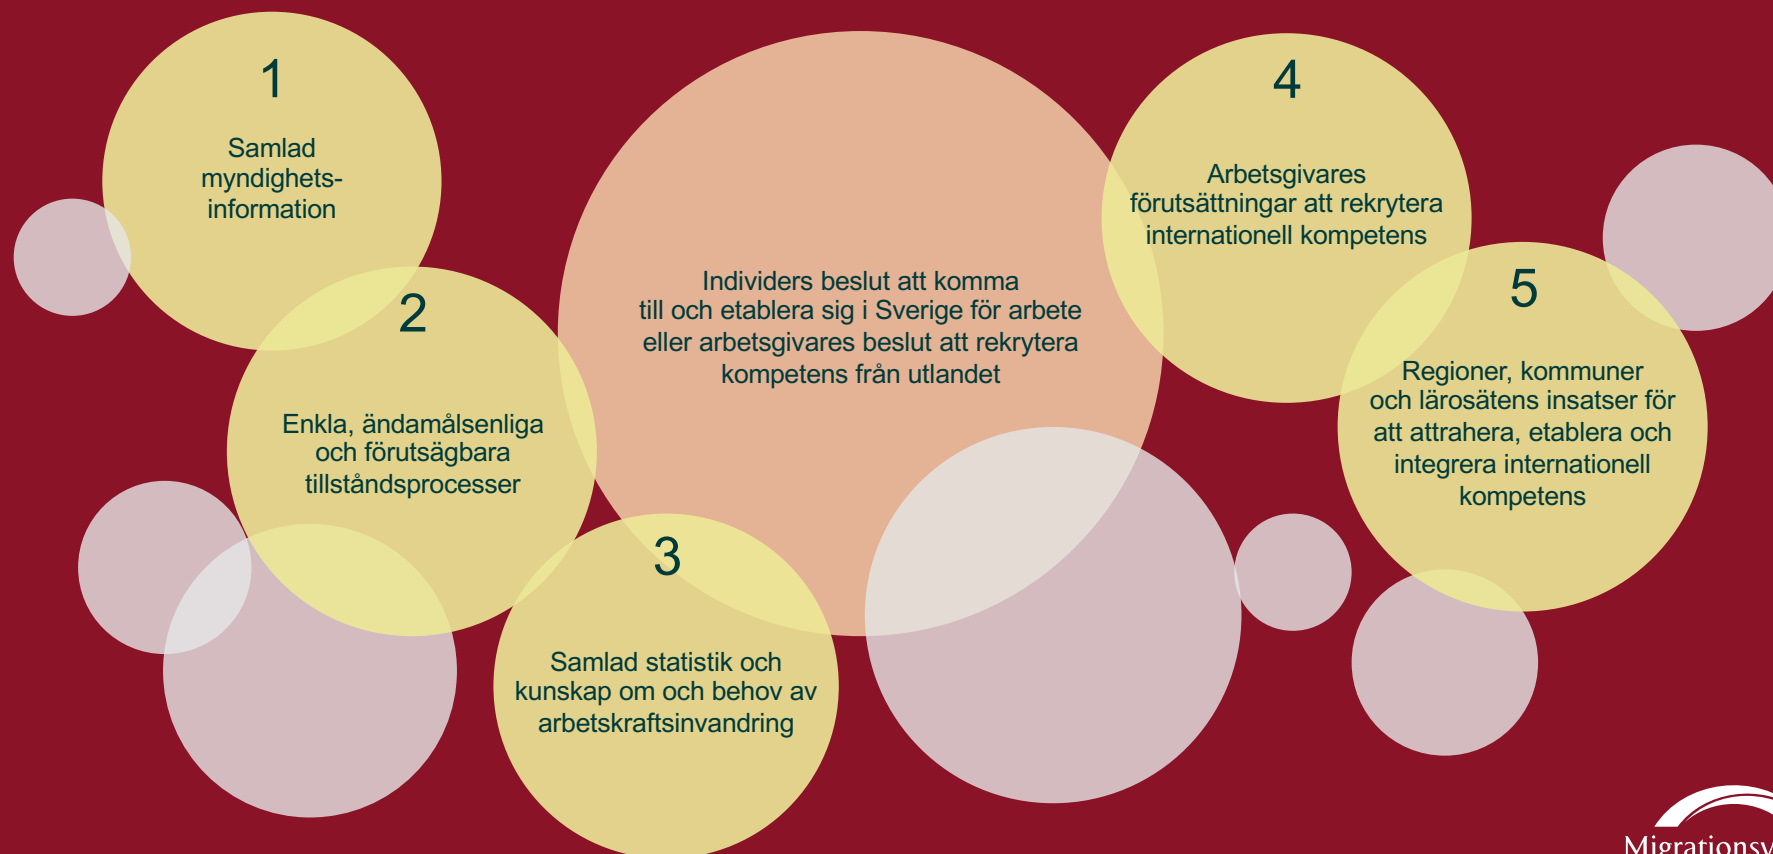 1
Samlad
myndighets-
information
2
Enkla, ändamålsenliga
och förutsägbara
tillståndsprocesser
3
Samlad statistik och
kunskap om och behov av
arbetskraftsinvandring
Individers beslut att komma
till och etablera sig i Sverige för arbete
eller arbetsgivares beslut att rekrytera
kompetens från utlandet
4
Arbetsgivares
förutsättningar att rekrytera
internationell kompetens
5
Regioner, kommuner
och lärosätens insatser för
att attrahera, etablera och
integrera internationell
kompetens